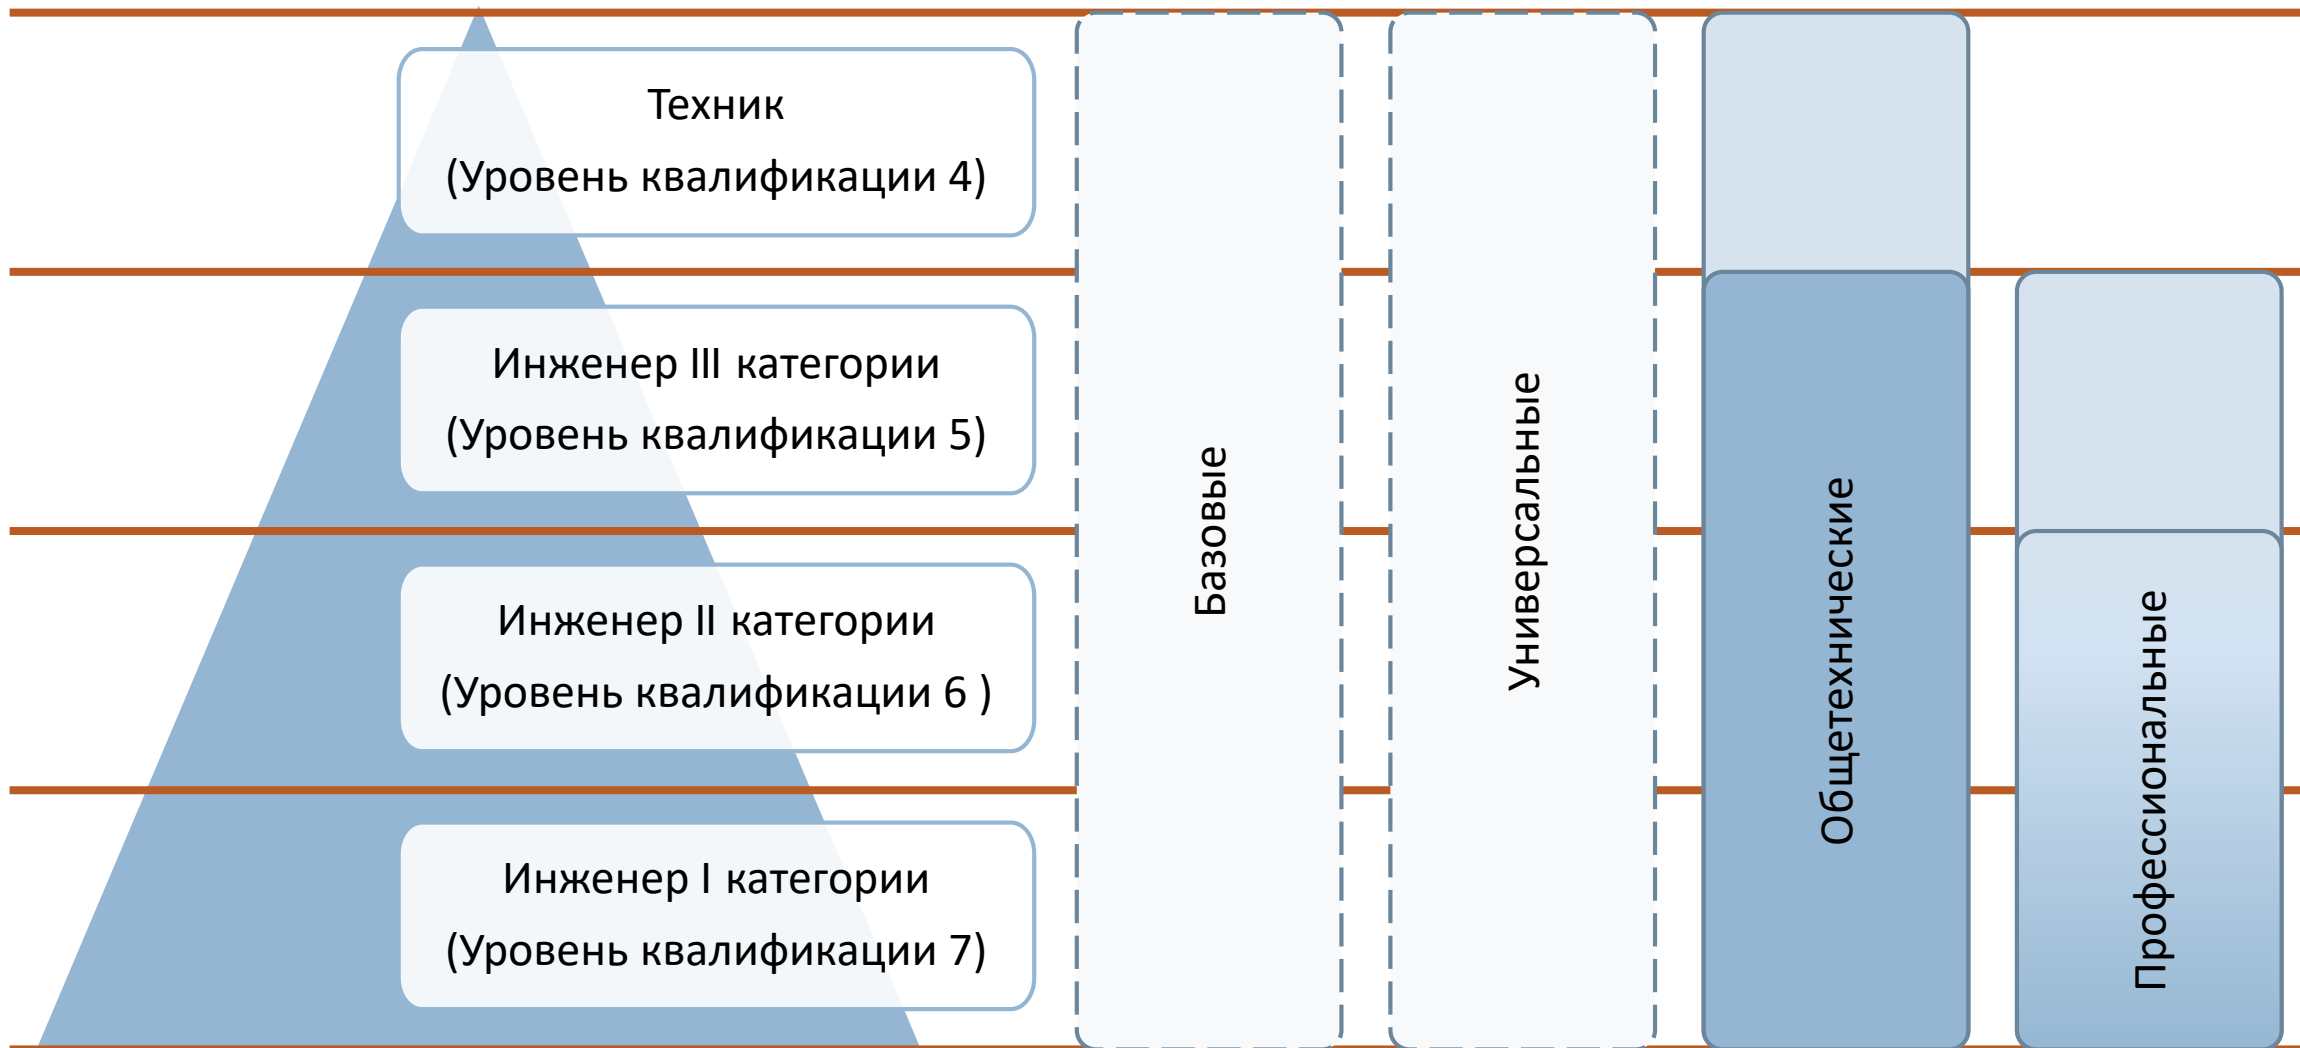 Техник
(Уровень квалификации 4)
Инженер III категории
(Уровень квалификации 5)
Инженер II категории
(Уровень квалификации 6 )
Инженер I категории
(Уровень квалификации 7)
Базовые
Универсальные
Общетехнические
Профессиональные